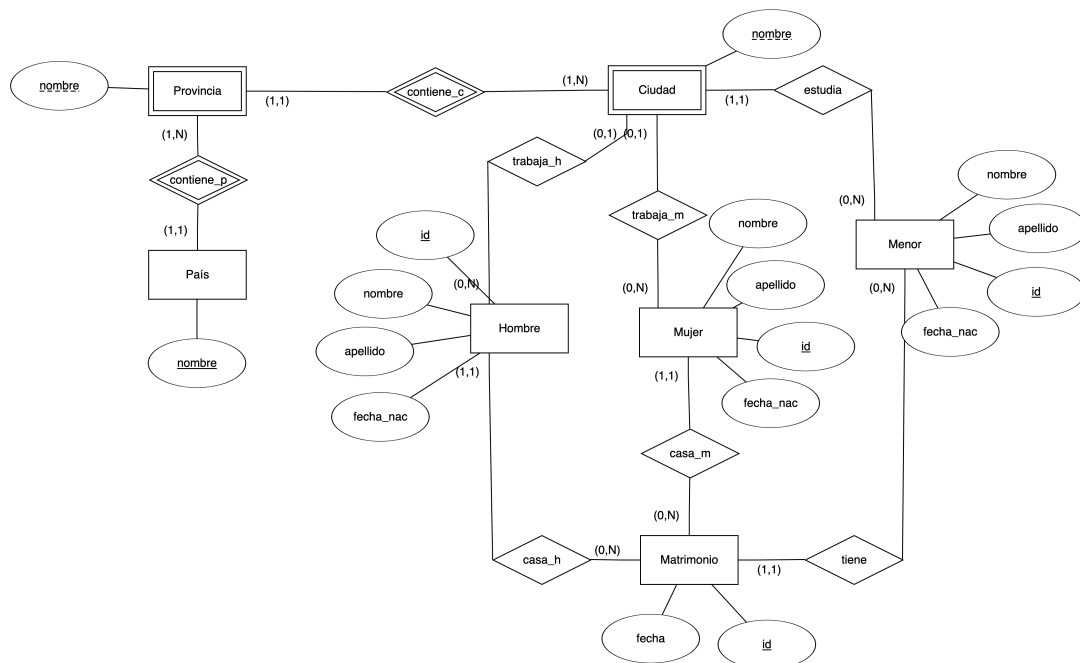 nombre
nombre
Provincia
contiene_c
Ciudad
estudia
(1,1)
(1,N)
(1,1)
(1,N)
(0,1)
(0,1)
trabaja_h
contiene_p
nombre
(0,N)
trabaja_m
nombre
apellido
id
(1,1)
Menor
País
apellido
id
(0,N)
(0,N)
(0,N)
nombre
Hombre
Mujer
fecha_nac
id
apellido
nombre
(1,1)
(1,1)
fecha_nac
fecha_nac
casa_m
(0,N)
casa_h
(0,N)
Matrimonio
(1,1)
tiene
fecha
id